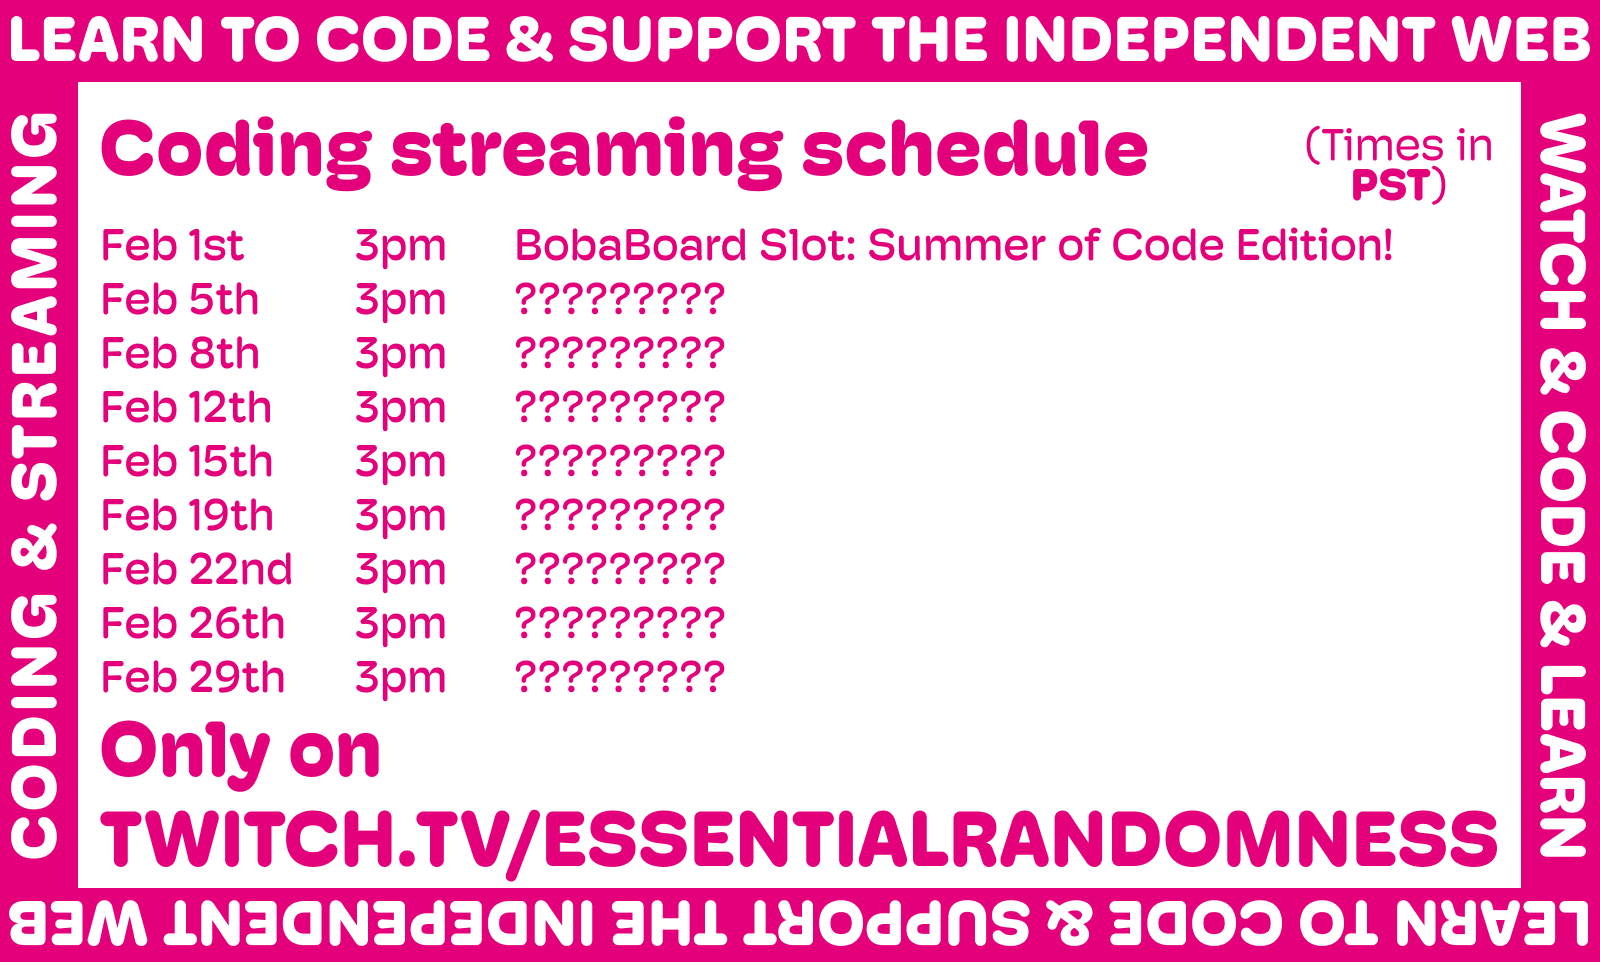 LEARN TO CODE & SUPPORT THE INDEPENDENT WEB
CODING & STREAMING
Coding streaming schedule
(Times in
PST)
Feb 1st 3pm BobaBoard Slot: Summer of Code Edition!
Feb 5th 3pm ?????????
Feb 8th 3pm ?????????
Feb 12th 3pm ?????????
Feb 15th 3pm ?????????
Feb 19th 3pm ?????????
Feb 22nd 3pm ?????????
Feb 26th 3pm ?????????
Feb 29th 3pm ?????????
Only on
TWITCH.TV/ESSENTIALRANDOMNESS
WATCH & CODE & LEARN
LEARN TO CODE & SUPPORT THE INDEPENDENT WEB